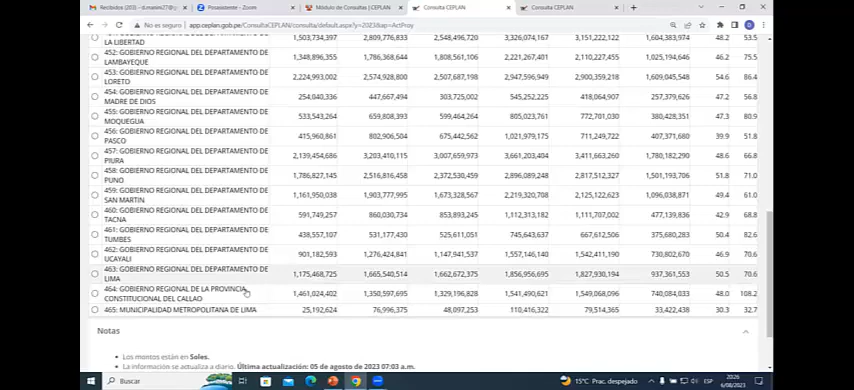 Recibidos (203) - d.manini27@g
Posasistente - Zoom
Módulo de Consultas | CEPLAN
Consulta CEPLAN
Consulta CEPLAN
No es seguro | app.ceplan.gob.pe/ConsultaCEPLAN/consulta/default.aspx?y=2023&ap=ActProy
LA LIBERTAD 1,503,734,397 2,809,776,833 2,548,496,720 3,326,074,167 3,151,222,122 1,604,383,974 48.2 53.5
452: GOBIERNO REGIONAL DEL DEPARTAMENTO DE
LAMBAYEQUE 1,348,896,355 1,786,368,644 1,808,561,106 2,221,967,201 2,110,227,455 1,025,194,646 46.2 75.5
453: GOBIERNO REGIONAL DEL DEPARTAMENTO DE
LORETO 2,224,993,002 2,574,928,800 2,507,687,198 2,947,596,949 2,900,359,218 1,609,045,548 54.6 86.4
454: GOBIERNO REGIONAL DEL DEPARTAMENTO DE
MADRE DE DIOS 254,040,336 447,667,494 303,725,002 545,252,225 418,064,907 257,379,626 47.2 56.8
455: GOBIERNO REGIONAL DEL DEPARTAMENTO DE
MOQUEGUA 533,543,264 659,808,393 599,464,264 805,023,761 772,701,030 380,428,351 47.3 80.9
456: GOBIERNO REGIONAL DEL DEPARTAMENTO DE
PASCO 415,960,861 802,906,504 675,442,562 1,021,979,175 711,249,722 407,371,680 39.9 51.8
457: GOBIERNO REGIONAL DEL DEPARTAMENTO DE
PIURA 2,139,454,686 3,203,410,115 3,007,659,973 3,661,203,404 3,411,663,260 1,780,182,290 48.6 66.8
458: GOBIERNO REGIONAL DEL DEPARTAMENTO DE
PUNO 1,786,827,145 2,516,816,458 2,372,530,459 2,896,089,248 2,817,512,327 1,501,193,706 51.8 71.0
459: GOBIERNO REGIONAL DEL DEPARTAMENTO DE
SAN MARTIN 1,161,950,038 1,903,777,995 1,673,328,567 2,219,320,708 2,125,122,623 1,096,038,871 49.4 61.0
460: GOBIERNO REGIONAL DEL DEPARTAMENTO DE
TACNA 591,749,257 860,030,734 853,893,245 1,112,313,182 1,111,707,002 477,139,836 42.9 68.8
461: GOBIERNO REGIONAL DEL DEPARTAMENTO DE
TUMBES 438,557,107 531,177,430 525,611,051 745,643,637 667,612,506 375,680,283 50.4 82.6
462: GOBIERNO REGIONAL DEL DEPARTAMENTO DE
UCAYALI 901,182,593 1,276,424,841 1,147,941,537 1,557,146,140 1,542,411,190 730,802,670 46.9 70.6
463: GOBIERNO REGIONAL DEL DEPARTAMENTO DE
LIMA 1,175,468,725 1,665,540,514 1,662,672,375 1,856,956,695 1,827,930,194 937,361,553 50.5 70.6
464: GOBIERNO REGIONAL DE LA PROVINCIA
CONSTITUCIONAL DEL CALLAO 1,461,024,402 1,350,597,695 1,329,196,828 1,541,490,621 1,549,068,096 740,084,033 48.0 108.2
465: MUNICIPALIDAD METROPOLITANA DE LIMA 25,192,624 76,996,375 48,097,253 110,416,322 79,514,365 33,422,438 30.3 32.7
Notas
Los montos están en Soles.
La información se actualiza a diario. Última actualización: 05 de agosto de 2023 07:03 a.m.
Buscar
15°C Prac. despejado
ESP
20:26
6/08/2023